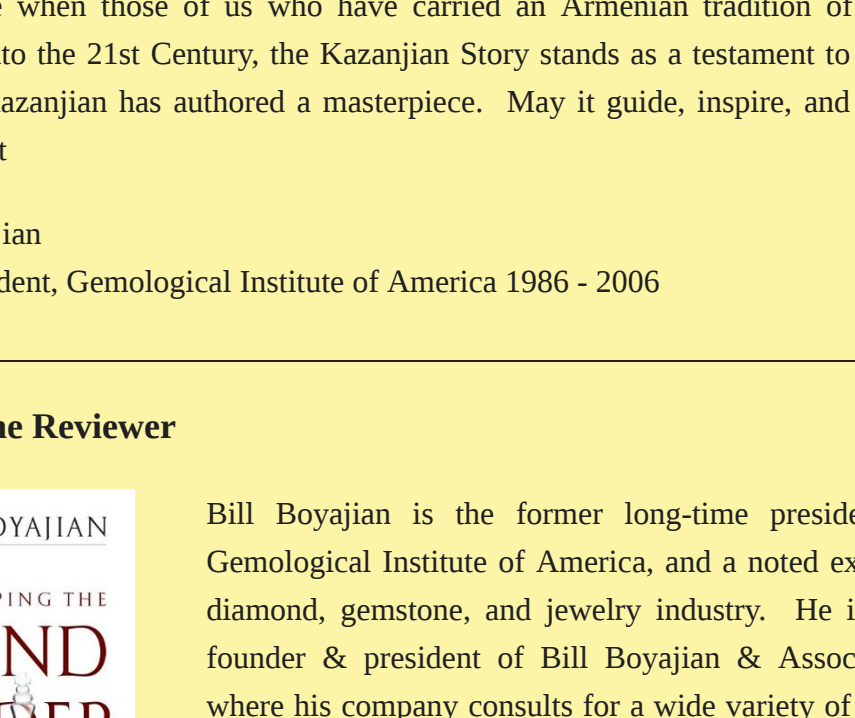 when those of us who have carried an Armenian tradition of
to the 21st Century, the Kazanjian Story stands as a testament to
azanjian has authored a masterpiece. May it guide, inspire, and
t
ian
dent, Gemological Institute of America 1986 - 2006
he Reviewer
OYAJIAN
PING THE
ND
DER
Bill Boyajian is the former long-time preside
Gemological Institute of America, and a noted ex
diamond, gemstone, and jewelry industry. He i
founder & president of Bill Boyajian & Assoc
where his company consults for a wide variety of